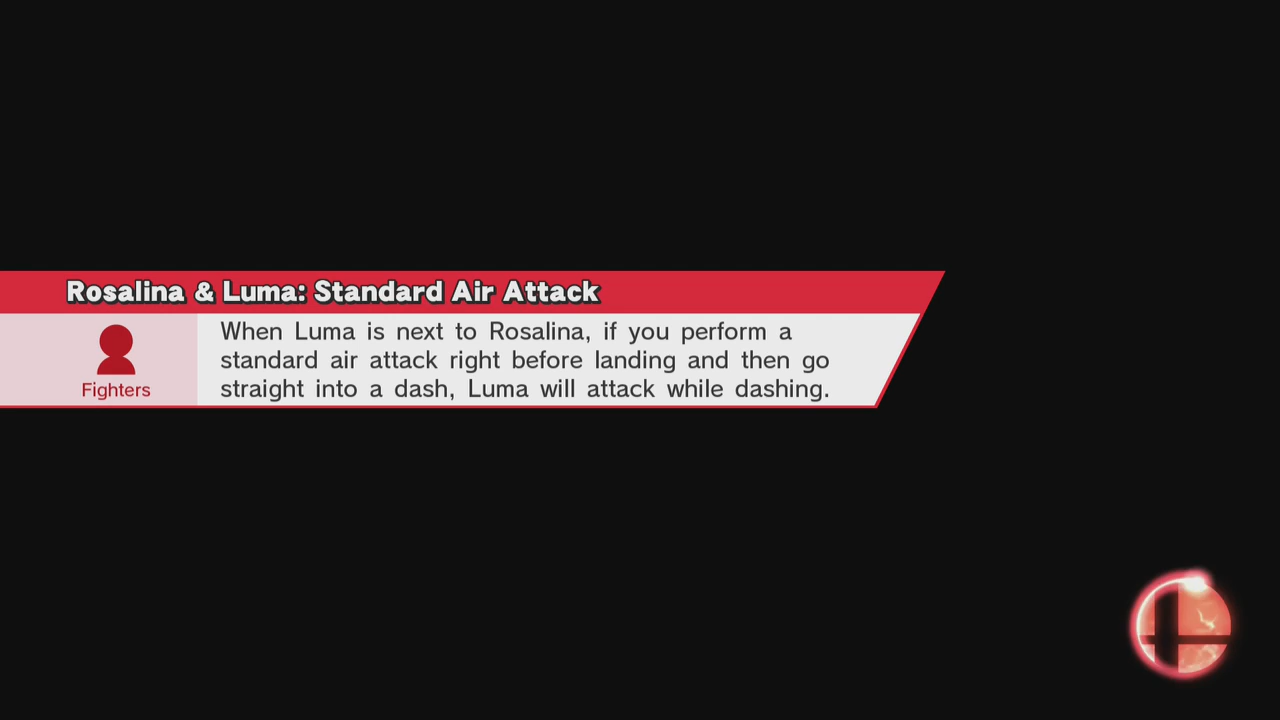 Rosalina & Luma: Standard Air Attack
Fighters
When Luma is next to Rosalina, if you perform a
standard air attack right before landing and then go
straight into a dash, Luma will attack while dashing.